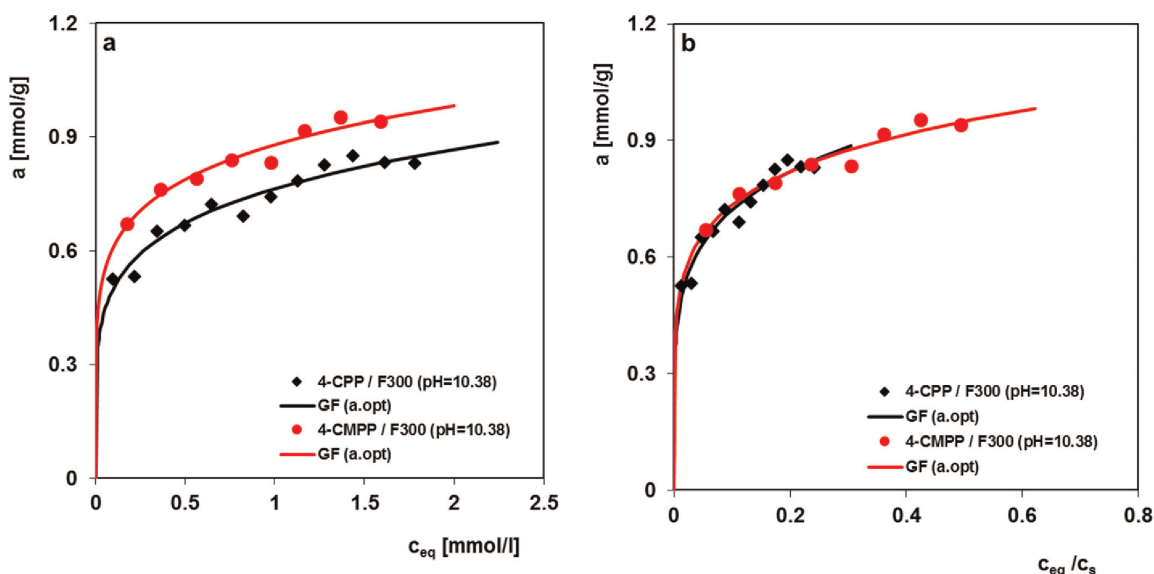 a
a [mmol/g]
1.2
0.9
0.6
0.3
0
4-CPP / F300 (pH=10.38)
GF (a.opt)
4-CMPP / F300 (pH=10.38)
GF (a.opt)
0 0.5 1 1.5 2 2.5
c_eq [mmol/l]
b
a [mmol/g]
1.2
0.9
0.6
0.3
0
4-CPP / F300 (pH=10.38)
GF (a.opt)
4-CMPP / F300 (pH=10.38)
GF (a.opt)
0 0.2 0.4 0.6 0.8
c_eq /c_s